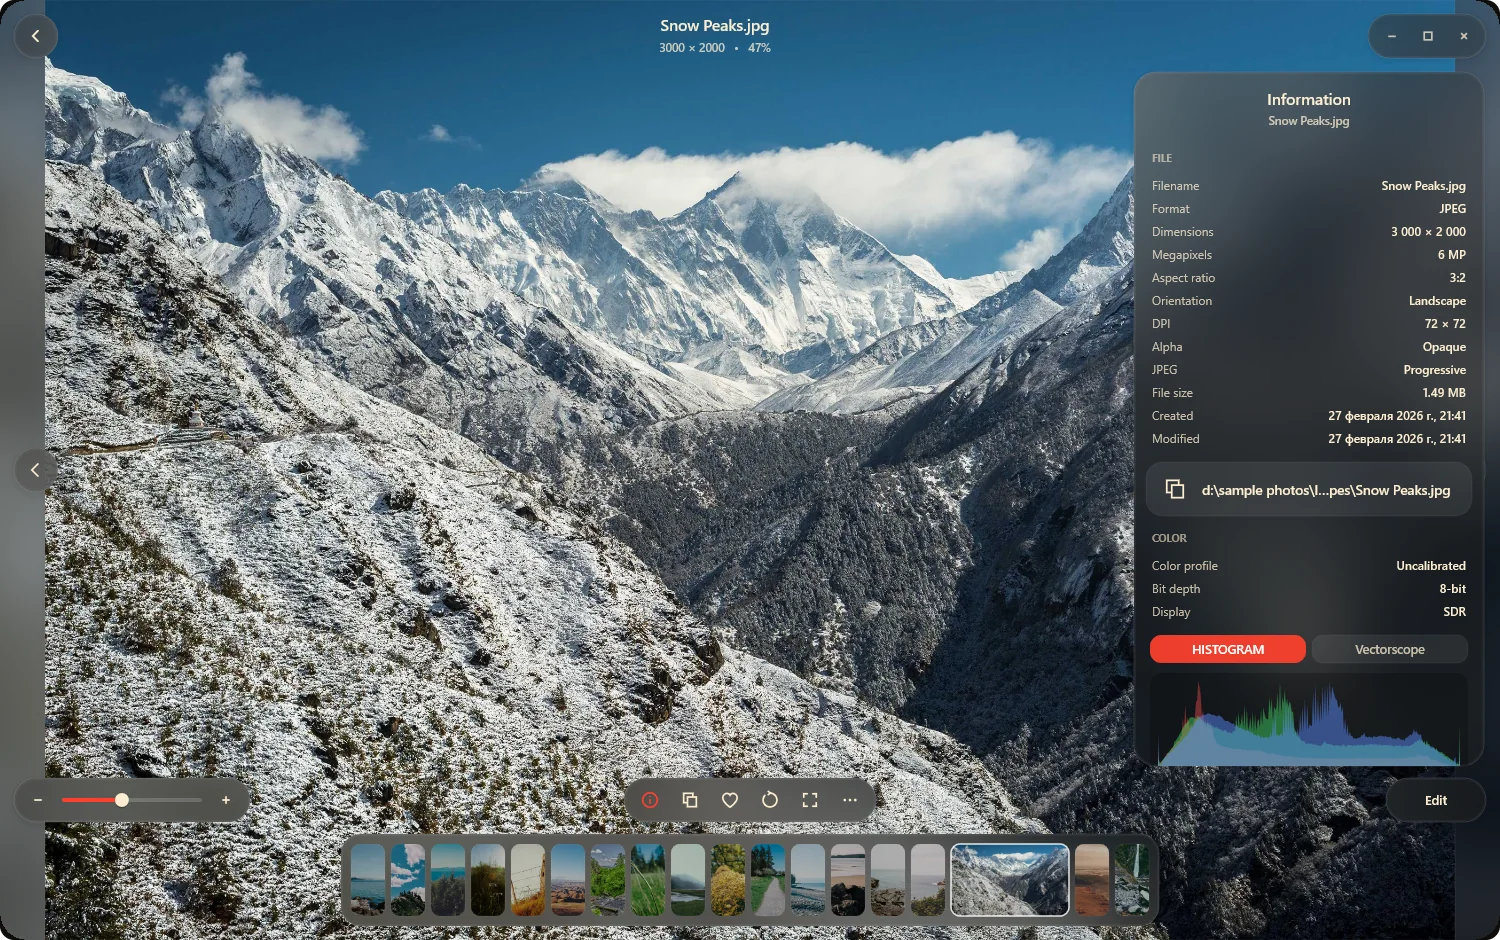 Snow Peaks.jpg
3000 × 2000 • 47%
Information
Snow Peaks.jpg
FILE
Filename Snow Peaks.jpg
Format JPEG
Dimensions 3 000 × 2 000
Megapixels 6 MP
Aspect ratio 3:2
Orientation Landscape
DPI 72 × 72
Alpha Opaque
JPEG Progressive
File size 1.49 MB
Created 27 февраля 2026 г., 21:41
Modified 27 февраля 2026 г., 21:41
d:\sample photos\l...pes\Snow Peaks.jpg
COLOR
Color profile Uncalibrated
Bit depth 8-bit
Display SDR
HISTOGRAM Vectorscope
Edit